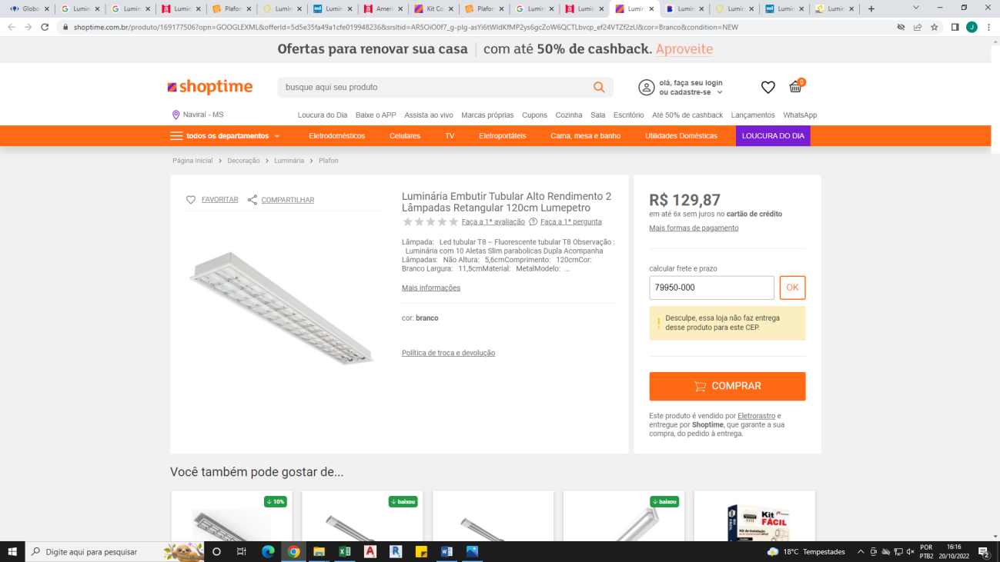 Globo
Lumin
Lumin
Lumin
Plafon
Lumin
Lumin
Ameri
Kit Co
Plafon
Lumin
Lumin
Lumin
Lumin
Lumin
Lumin
Lumin
shoptime.com.br/produto/169177506?opn=GOOGLEXML&offerId=5d5e35fa49a1cfe019948236&srsltid=AR5OiO0f7_g-plg-asYi6tWldKfMP2ys6gcZoW6QCTLbvcp_ef24VTZf2zU&cor=Branco&condition=NEW
J
Ofertas para renovar sua casa com até 50% de cashback. Aproveite
shoptime
busque aqui seu produto
olá, faça seu login
ou cadastre-se
0
Naviraí - MS
Loucura do Dia Baixe o APP Assista ao vivo Marcas próprias Cupons Cozinha Sala Escritório Até 50% de cashback Lançamentos WhatsApp
todos os departamentos Eletrodomésticos Celulares TV Eletroportáteis Cama, mesa e banho Utilidades Domésticas LOUCURA DO DIA
Página Inicial > Decoração > Luminária > Plafon
FAVORITAR COMPARTILHAR
Luminária Embutir Tubular Alto Rendimento 2
Lâmpadas Retangular 120cm Lumepetro
Faça a 1ª avaliação Faça a 1ª pergunta
Lâmpada: Led tubular T8 – Fluorescente tubular T8 Observação :
Luminária com 10 Aletas Slim parabolicas Dupla Acompanha
Lâmpadas: Não Altura: 5,6cmComprimento: 120cmCor:
Branco Largura: 11,5cmMaterial: MetalModelo: ...
Mais informações
cor: branco
Política de troca e devolução
R$ 129,87
em até 6x sem juros no cartão de crédito
Mais formas de pagamento
calcular frete e prazo
79950-000
OK
Desculpe, essa loja não faz entrega
desse produto para este CEP.
COMPRAR
Este produto é vendido por Eletrorastro e
entregue por Shoptime, que garante a sua
compra, do pedido à entrega.
Você também pode gostar de...
10%
baixou
baixou
Kit
FÁCIL
Digite aqui para pesquisar
18°C Tempestades
POR
PTB2
16:16
20/10/2022
2